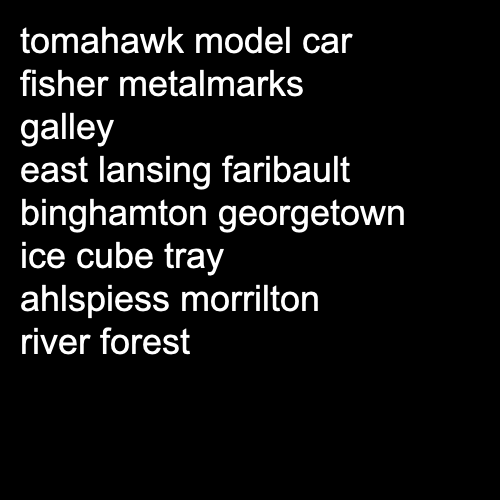 tomahawk model car
fisher metalmarks
galley
east lansing faribault
binghamton georgetown
ice cube tray
ahlspiess morrilton
river forest